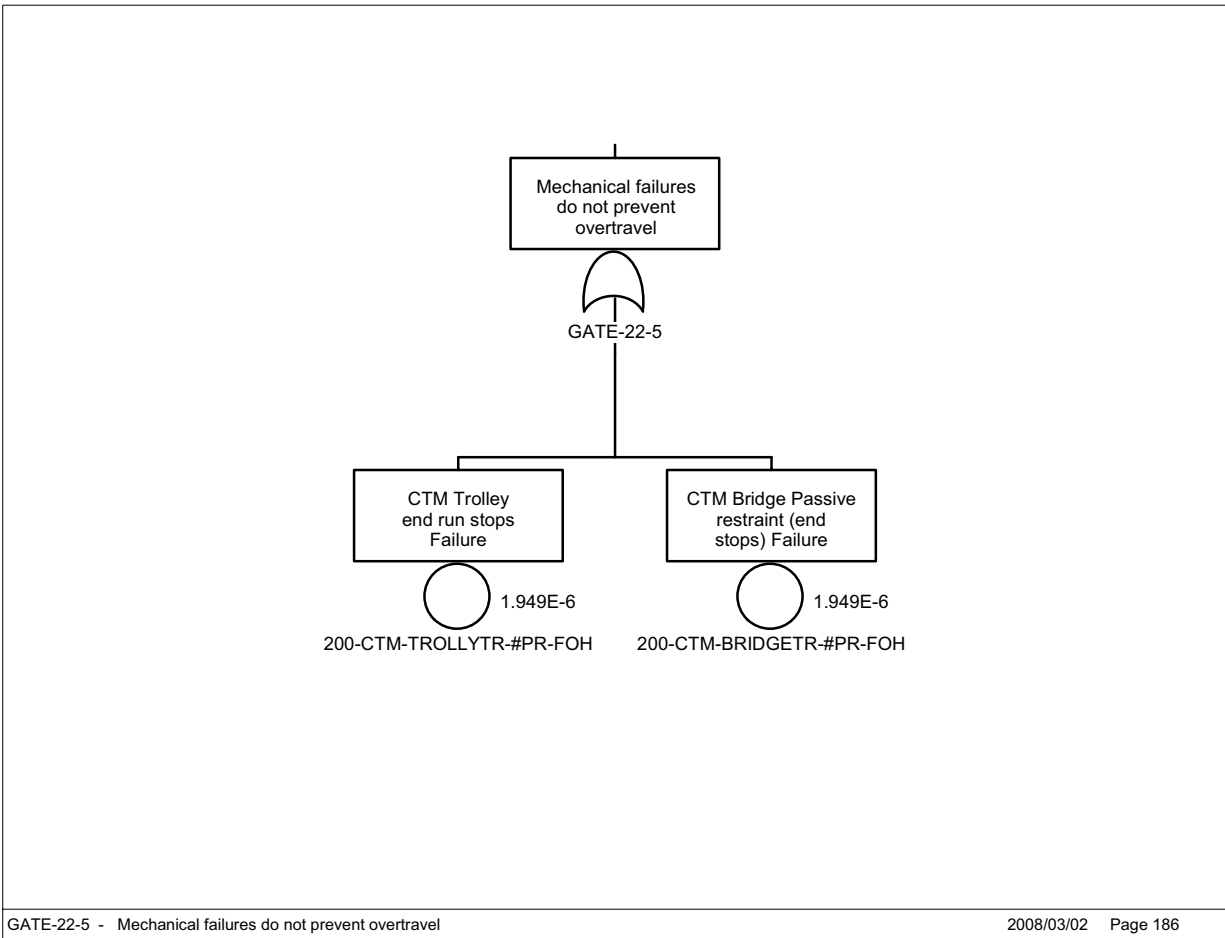 Mechanical failures
do not prevent
overtravel
GATE-22-5
CTM Trolley
end run stops
Failure
1.949E-6
200-CTM-TROLLYTR-#PR-FOH
CTM Bridge Passive
restraint (end
stops) Failure
1.949E-6
200-CTM-BRIDGETR-#PR-FOH
GATE-22-5 - Mechanical failures do not prevent overtravel 2008/03/02 Page 186